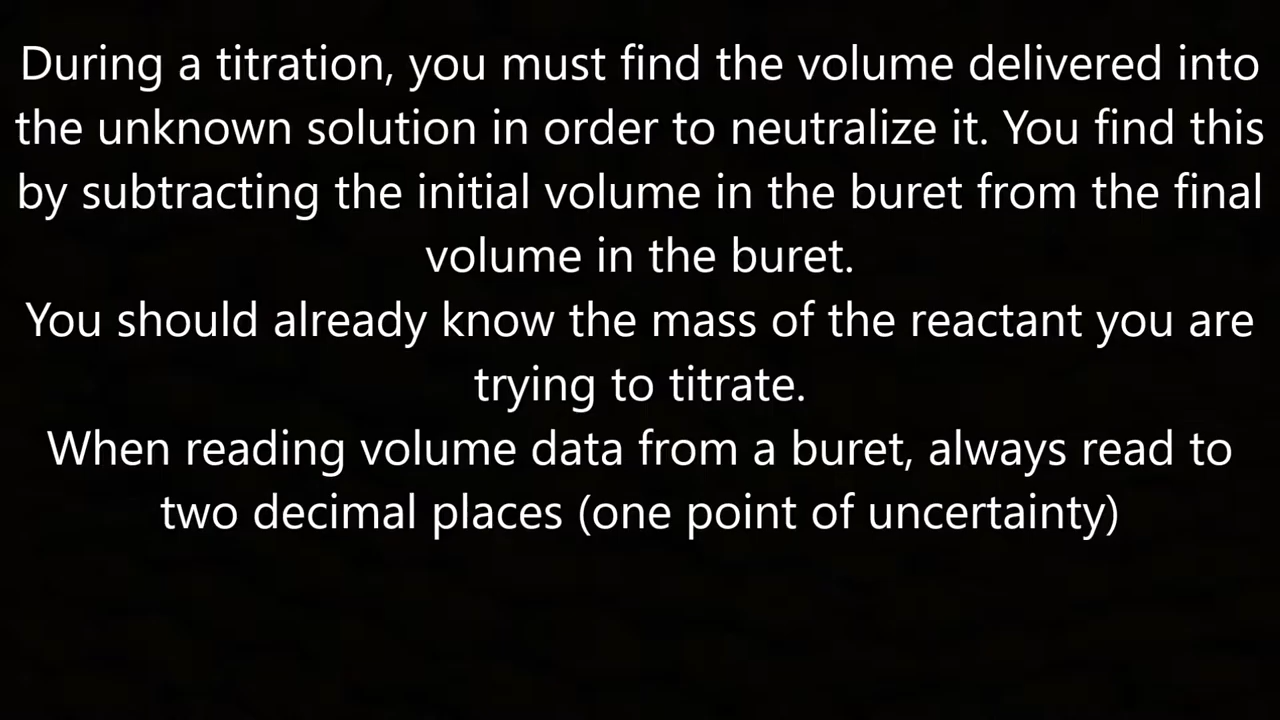 During a titration, you must find the volume delivered into
the unknown solution in order to neutralize it. You find this
by subtracting the initial volume in the buret from the final
volume in the buret.
You should already know the mass of the reactant you are
trying to titrate.
When reading volume data from a buret, always read to
two decimal places (one point of uncertainty)